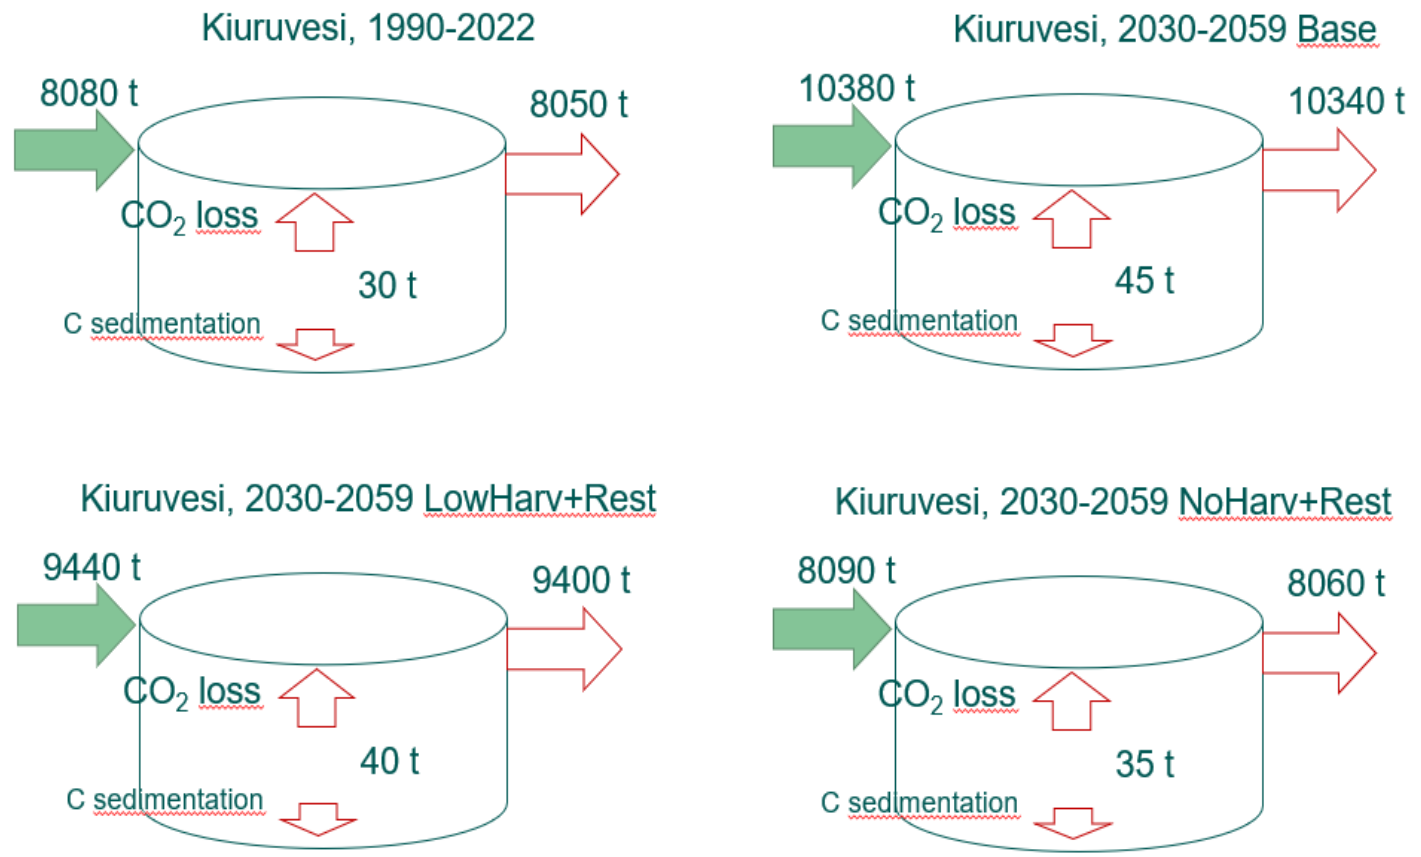 Kiuruvesi, 1990-2022
8080 t
8050 t
CO₂ loss
30 t
C sedimentation
Kiuruvesi, 2030-2059 Base
10380 t
10340 t
CO₂ loss
45 t
C sedimentation
Kiuruvesi, 2030-2059 LowHarv+Rest
9440 t
9400 t
CO₂ loss
40 t
C sedimentation
Kiuruvesi, 2030-2059 NoHarv+Rest
8090 t
8060 t
CO₂ loss
35 t
C sedimentation